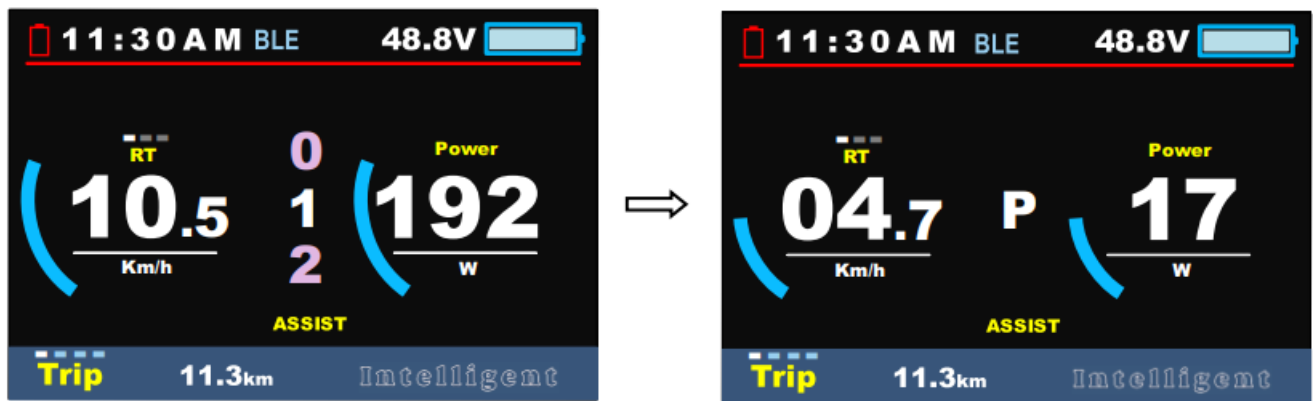 11:30AM BLE 48.8V
RT 0 Power
10.5 1 192
Km/h 2 W
ASSIST
Trip 11.3km Intelligent
11:30AM BLE 48.8V
RT Power
04.7 P 17
Km/h W
ASSIST
Trip 11.3km Intelligent